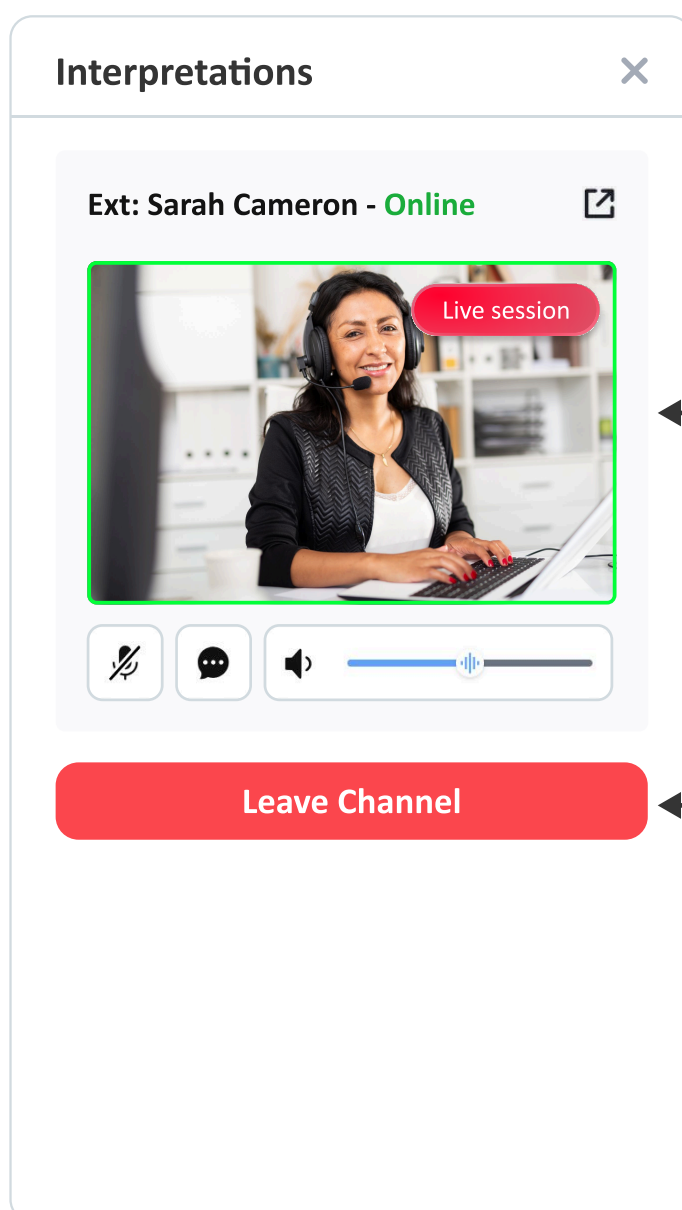 Interpretations
Ext: Sarah Cameron - Online
Live session
Leave Channel